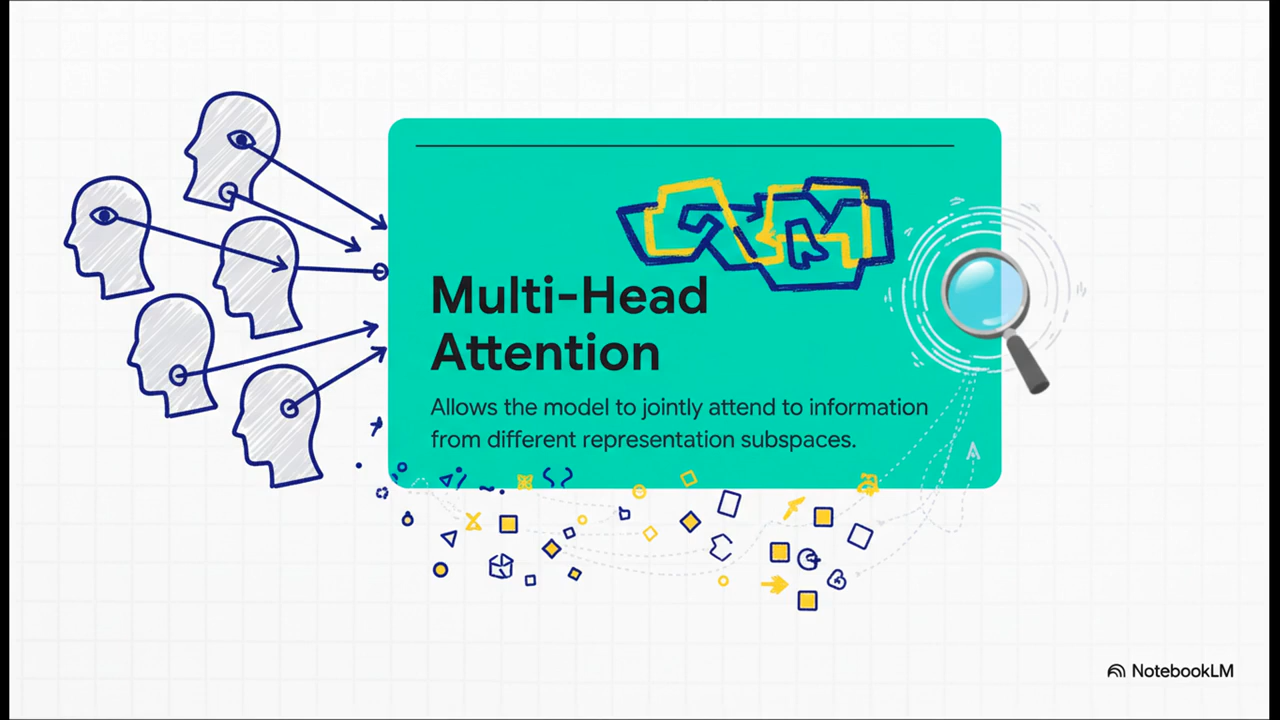 Multi-Head
Attention
Allows the model to jointly attend to information
from different representation subspaces.
NotebookLM